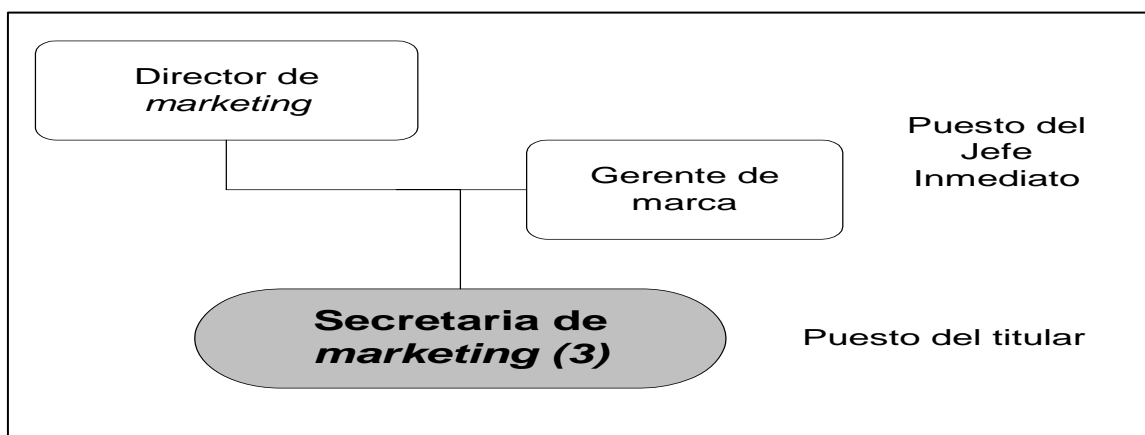 Director de
marketing
Puesto del
Jefe
Inmediato
Gerente de
marca
Secretaria de
marketing (3)
Puesto del titular